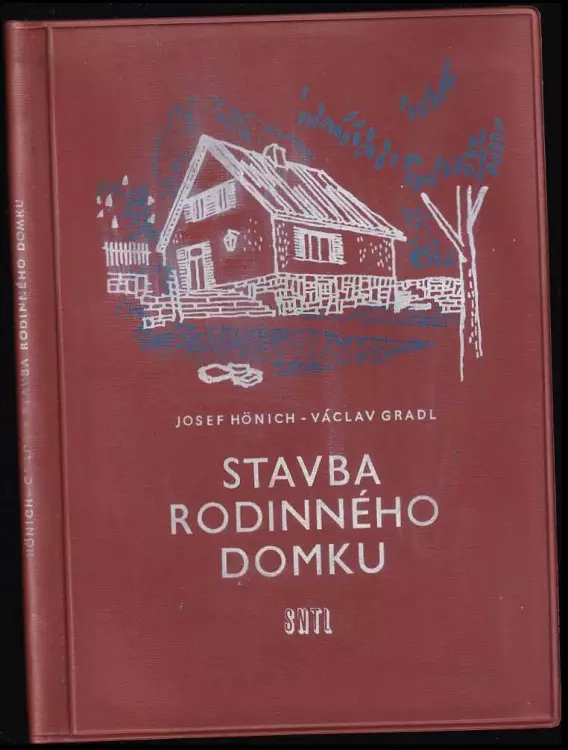 JOSEF HÖNICH - VÁCLAV GRADL
STAVBA
RODINNÉHO
DOMKU
SNTL
HÖNICH - STAVBA RODINNÉHO DOMKU